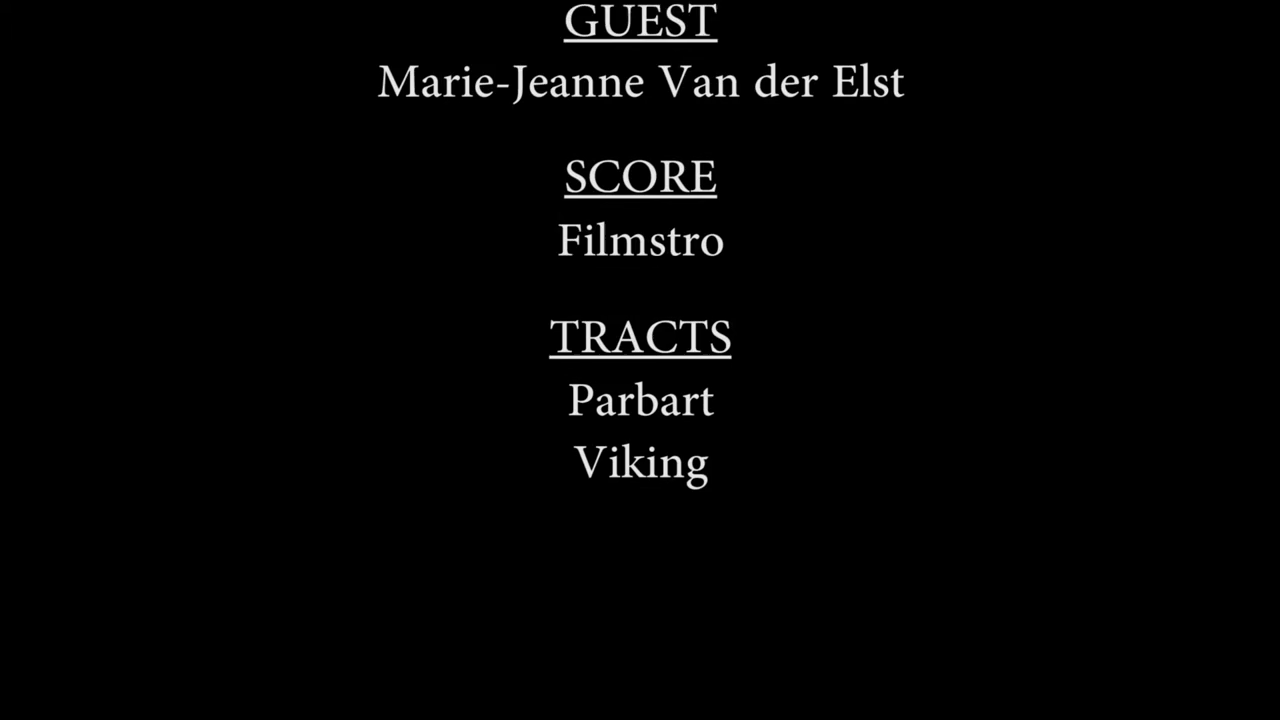 GUEST
Marie-Jeanne Van der Elst
SCORE
Filmstro
TRACTS
Parbart
Viking